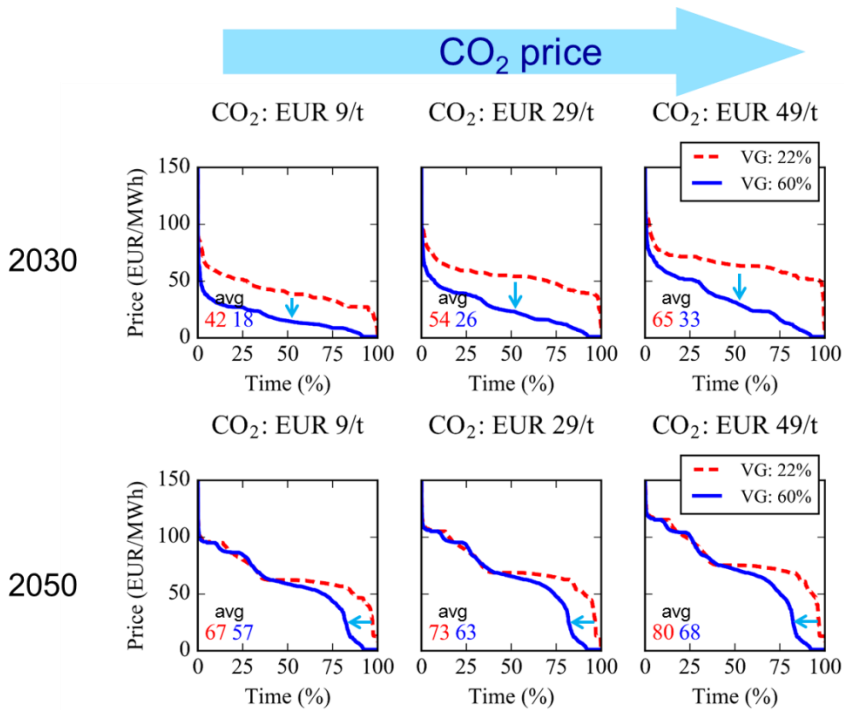 CO₂ price
CO₂: EUR 9/t CO₂: EUR 29/t CO₂: EUR 49/t
2030
Price (EUR/MWh)
150
100
50
0
avg
42 18
0 25 50 75 100
Time (%)
avg
54 26
0 25 50 75 100
Time (%)
VG: 22%
VG: 60%
avg
65 33
0 25 50 75 100
Time (%)
CO₂: EUR 9/t CO₂: EUR 29/t CO₂: EUR 49/t
2050
Price (EUR/MWh)
150
100
50
0
avg
67 57
0 25 50 75 100
Time (%)
avg
73 63
0 25 50 75 100
Time (%)
VG: 22%
VG: 60%
avg
80 68
0 25 50 75 100
Time (%)